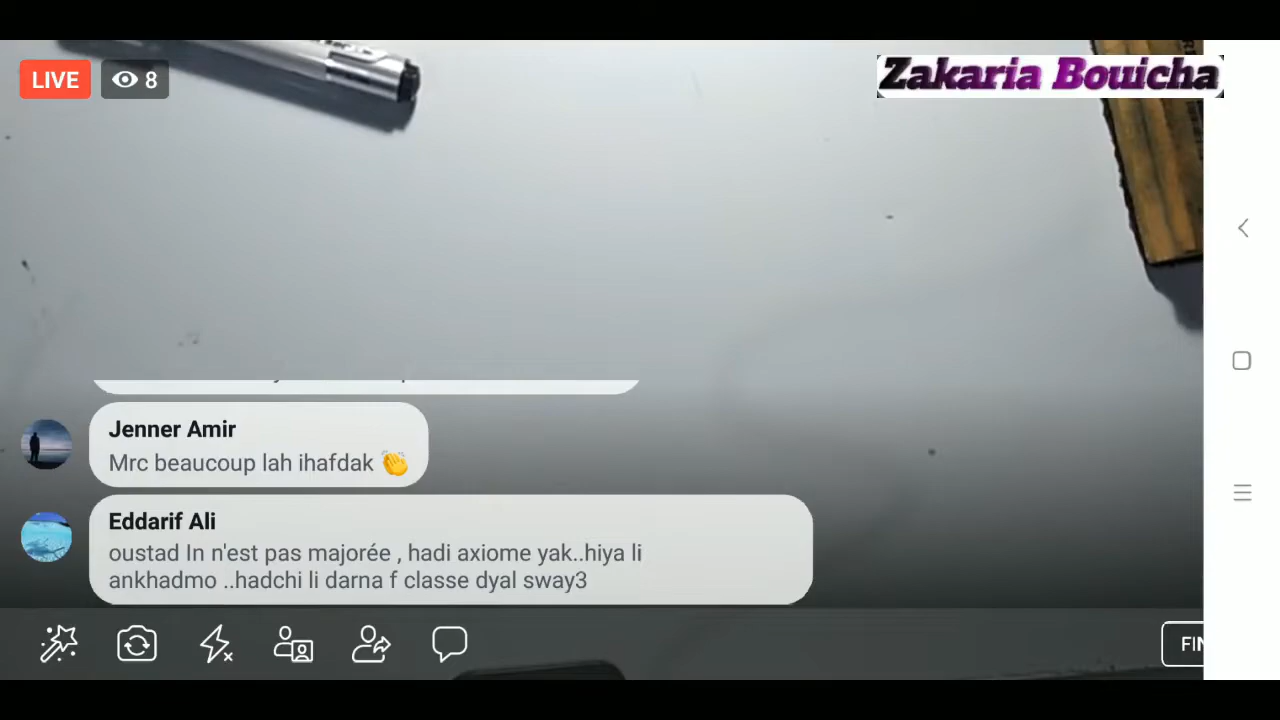 LIVE 8
Zakaria Bouicha
Jenner Amir
Mrc beaucoup lah ihafdak 👏
Eddarif Ali
oustad In n'est pas majorée , hadi axiome yak..hiya li
ankhadmo ..hadchi li darna f classe dyal sway3
FIN